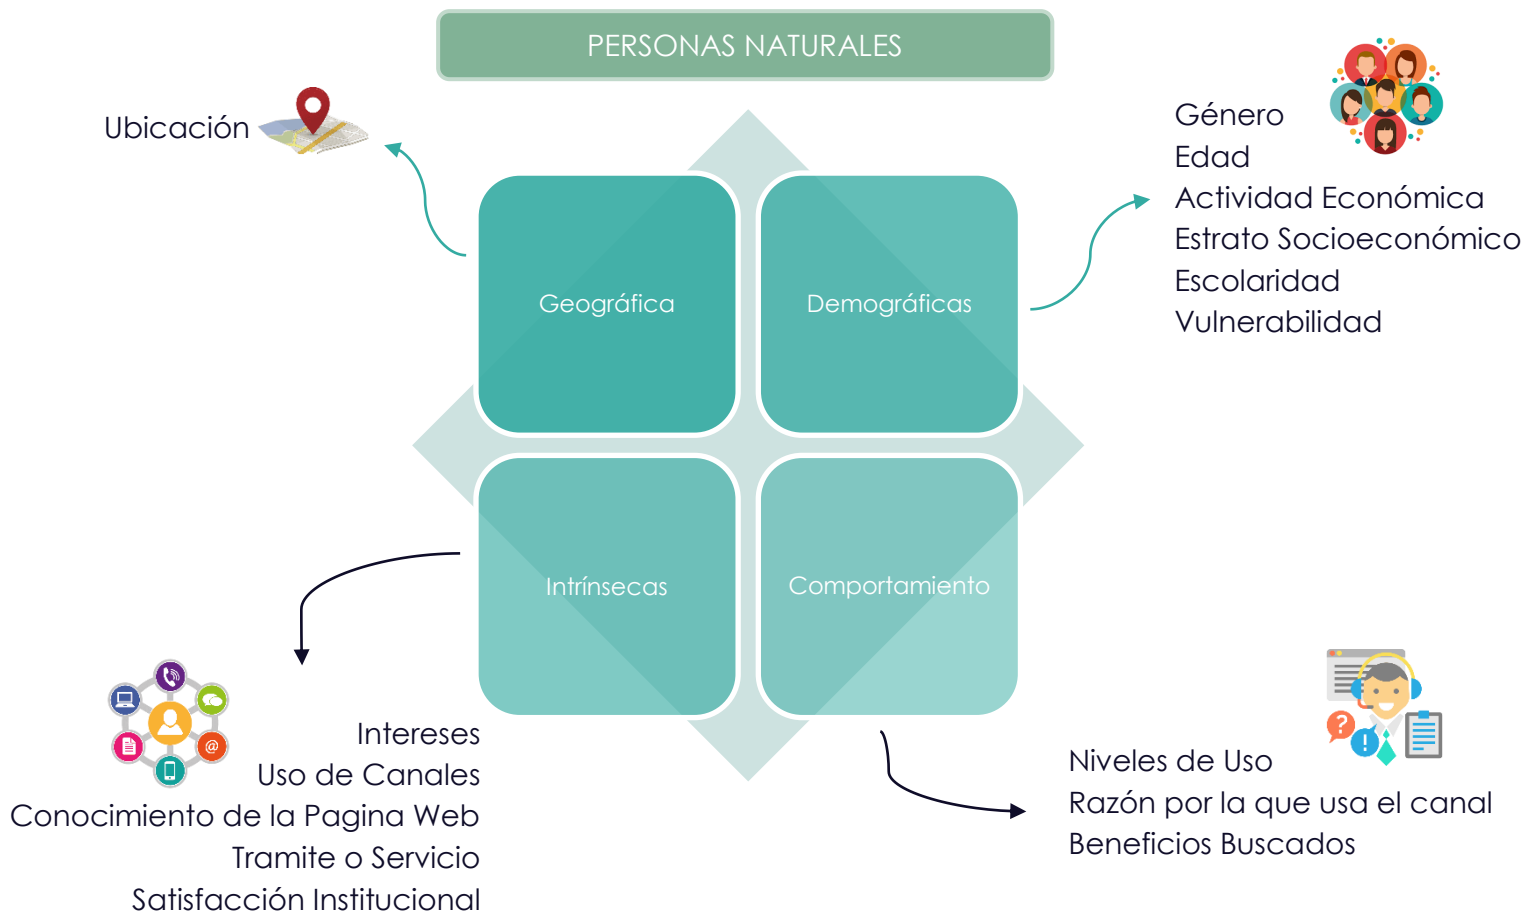 PERSONAS NATURALES
Ubicación
Género
Edad
Actividad Económica
Estrato Socioeconómico
Escolaridad
Vulnerabilidad
Geográfica
Demográficas
Intrínsecas
Comportamiento
Intereses
Uso de Canales
Conocimiento de la Pagina Web
Tramite o Servicio
Satisfacción Institucional
Niveles de Uso
Razón por la que usa el canal
Beneficios Buscados